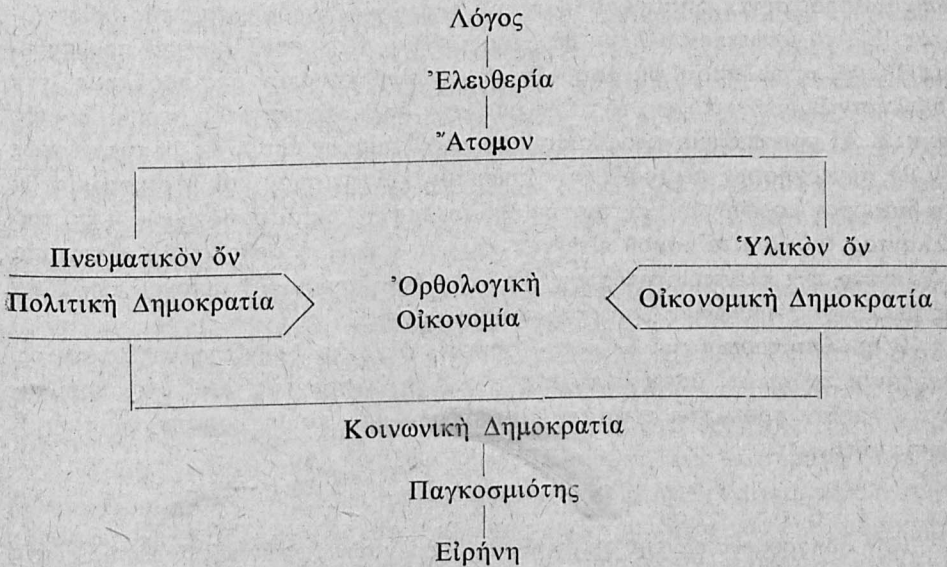 Λόγος
Ἐλευθερία
Ἄτομον
Πνευματικὸν ὄν
Πολιτικὴ Δημοκρατία
Ὀρθολογικὴ
Οἰκονομία
Ὑλικὸν ὄν
Οἰκονομικὴ Δημοκρατία
Κοινωνικὴ Δημοκρατία
Παγκοσμιότης
Εἰρήνη